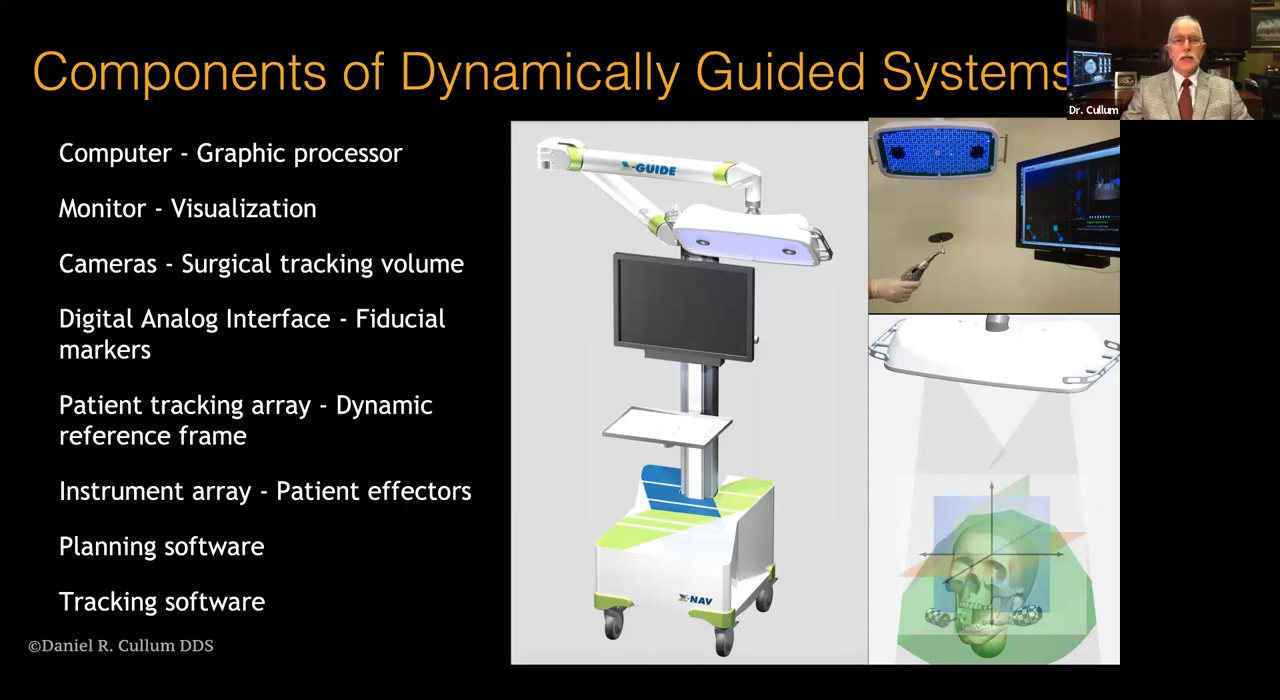 Components of Dynamically Guided Systems
Dr. Cullum
Computer - Graphic processor
Monitor - Visualization
Cameras - Surgical tracking volume
Digital Analog Interface - Fiducial
markers
Patient tracking array - Dynamic
reference frame
Instrument array - Patient effectors
Planning software
Tracking software
©Daniel R. Cullum DDS
X-GUIDE
X-NAV